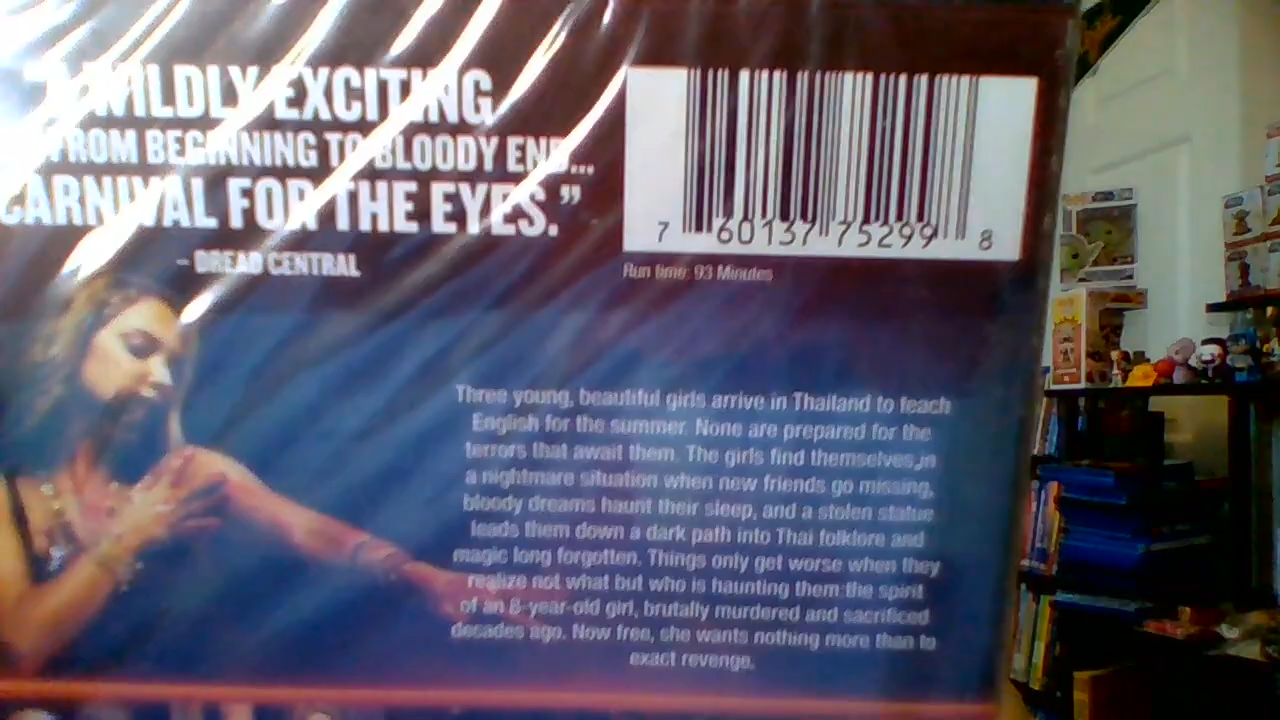 WILDLY EXCITING
FROM BEGINNING TO BLOODY END...
CARNIVAL FOR THE EYES.”
– DREAD CENTRAL
7 60137 75299 8
Run time: 93 Minutes
Three young, beautiful girls arrive in Thailand to teach
English for the summer. None are prepared for the
terrors that await them. The girls find themselves in
a nightmare situation when new friends go missing,
bloody dreams haunt their sleep, and a stolen statue
leads them down a dark path into Thai folklore and
magic long forgotten. Things only get worse when they
realize not what but who is haunting them:the spirit
of an 8-year-old girl, brutally murdered and sacrificed
decades ago. Now free, she wants nothing more than to
exact revenge.